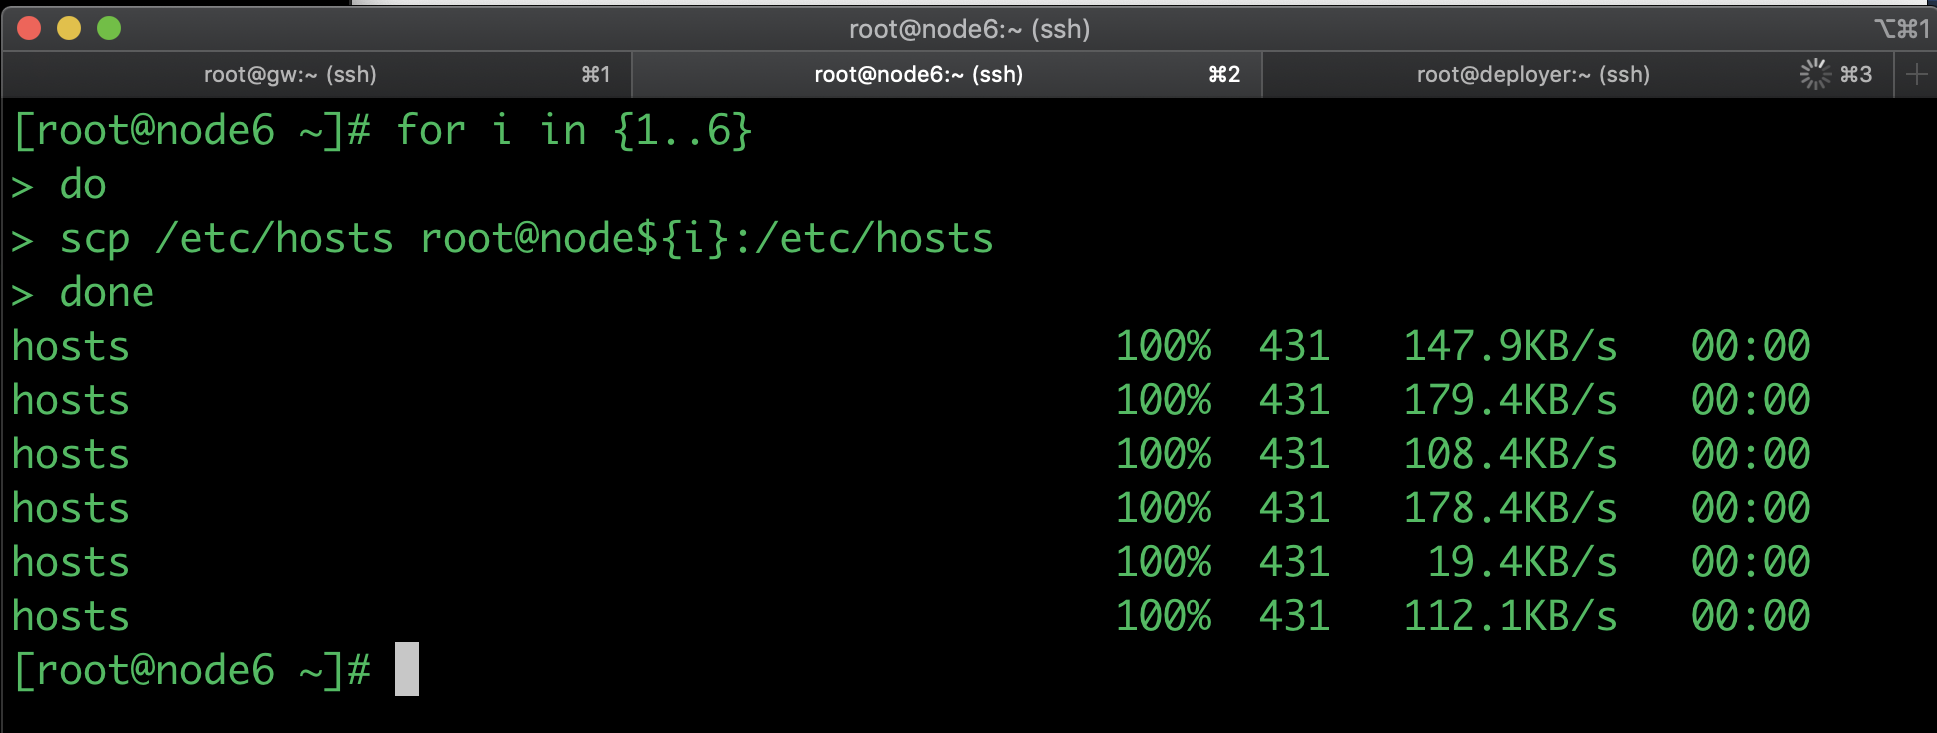 root@node6:~ (ssh)
⌥⌘1
root@gw:~ (ssh) ⌘1
root@node6:~ (ssh) ⌘2
root@deployer:~ (ssh) ⌘3
[root@node6 ~]# for i in {1..6}
> do
> scp /etc/hosts root@node${i}:/etc/hosts
> done
hosts 100% 431 147.9KB/s 00:00
hosts 100% 431 179.4KB/s 00:00
hosts 100% 431 108.4KB/s 00:00
hosts 100% 431 178.4KB/s 00:00
hosts 100% 431 19.4KB/s 00:00
hosts 100% 431 112.1KB/s 00:00
[root@node6 ~]#